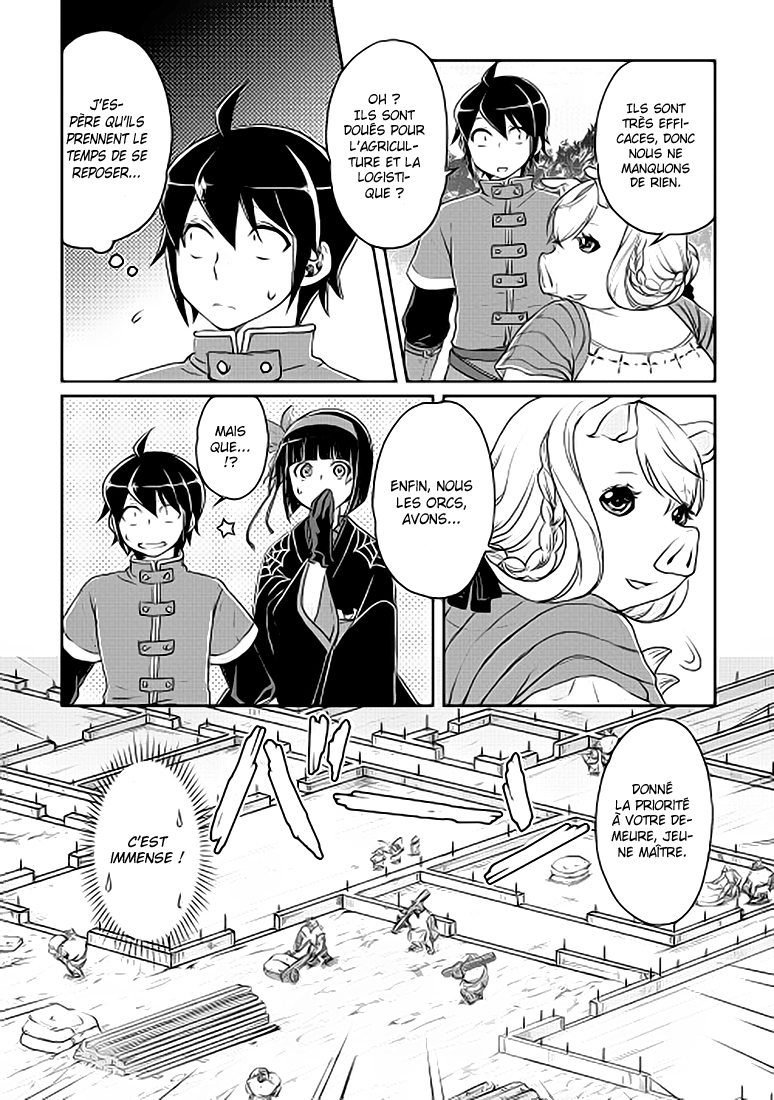 ILS SONT
TRÈS EFFI-
CACES, DONC
NOUS NE
MANQUONS
DE RIEN.
OH ?
ILS SONT
DOUÉS POUR
L'AGRICUL-
TURE ET LA
LOGISTI-
QUE ?
J'ES-
PÈRE QU'ILS
PRENNENT LE
TEMPS DE SE
REPOSER...
ENFIN, NOUS
LES ORCS,
AVONS...
MAIS
QUE...
!?
DONNÉ
LA PRIORITÉ
À VOTRE DE-
MEURE, JEU-
NE MAÎTRE.
C'EST
IMMENSE !